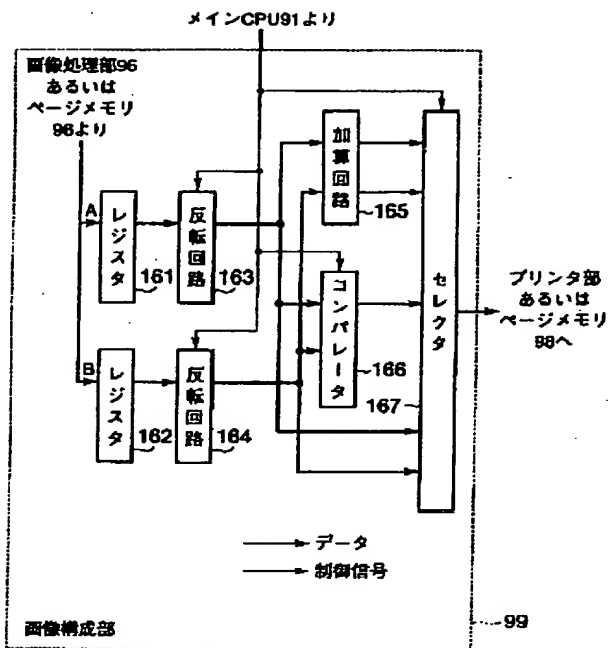 メインCPU91より
画像処理部96
あるいは
ページメモリ
96より
加算回路
165
A
レジスタ
161
反転回路
163
コンパレータ
166
セレクタ
167
プリンタ部
あるいは
ページメモリ
98へ
B
レジスタ
162
反転回路
164
データ
制御信号
画像構成部
99